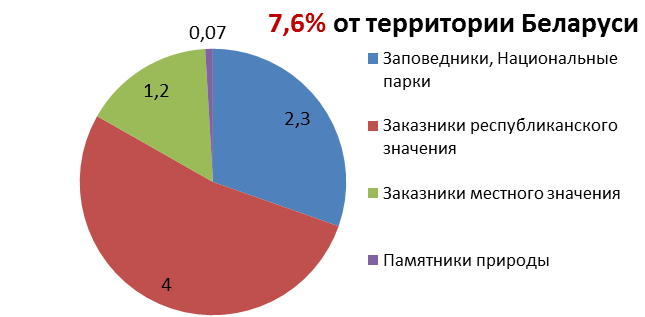 7,6% от территории Беларуси
0,07
1,2
2,3
4
Заповедники, Национальные
парки
Заказники республиканского
значения
Заказники местного значения
Памятники природы